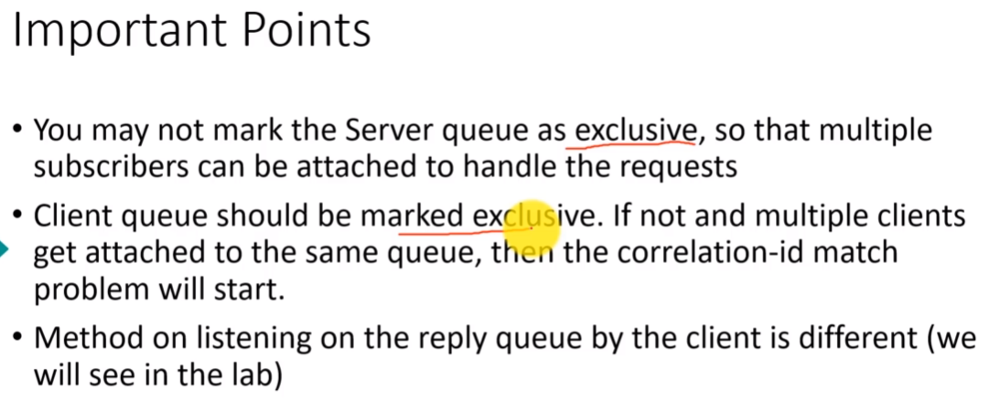 Important Points
• You may not mark the Server queue as exclusive, so that multiple
subscribers can be attached to handle the requests
• Client queue should be marked exclusive. If not and multiple clients
get attached to the same queue, then the correlation-id match
problem will start.
• Method on listening on the reply queue by the client is different (we
will see in the lab)